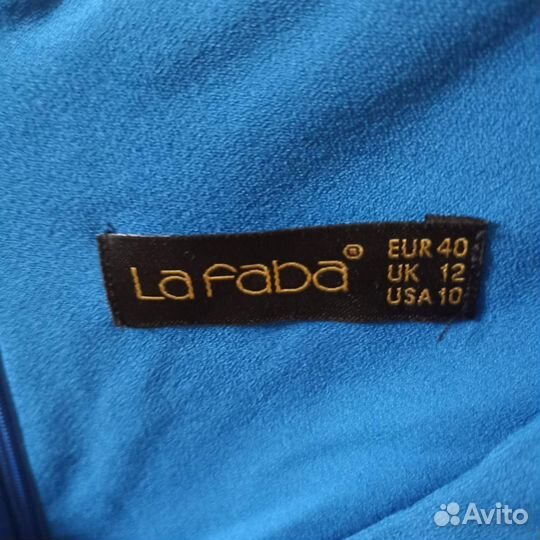 La Faba®
EUR 40
UK 12
USA 10
Avito